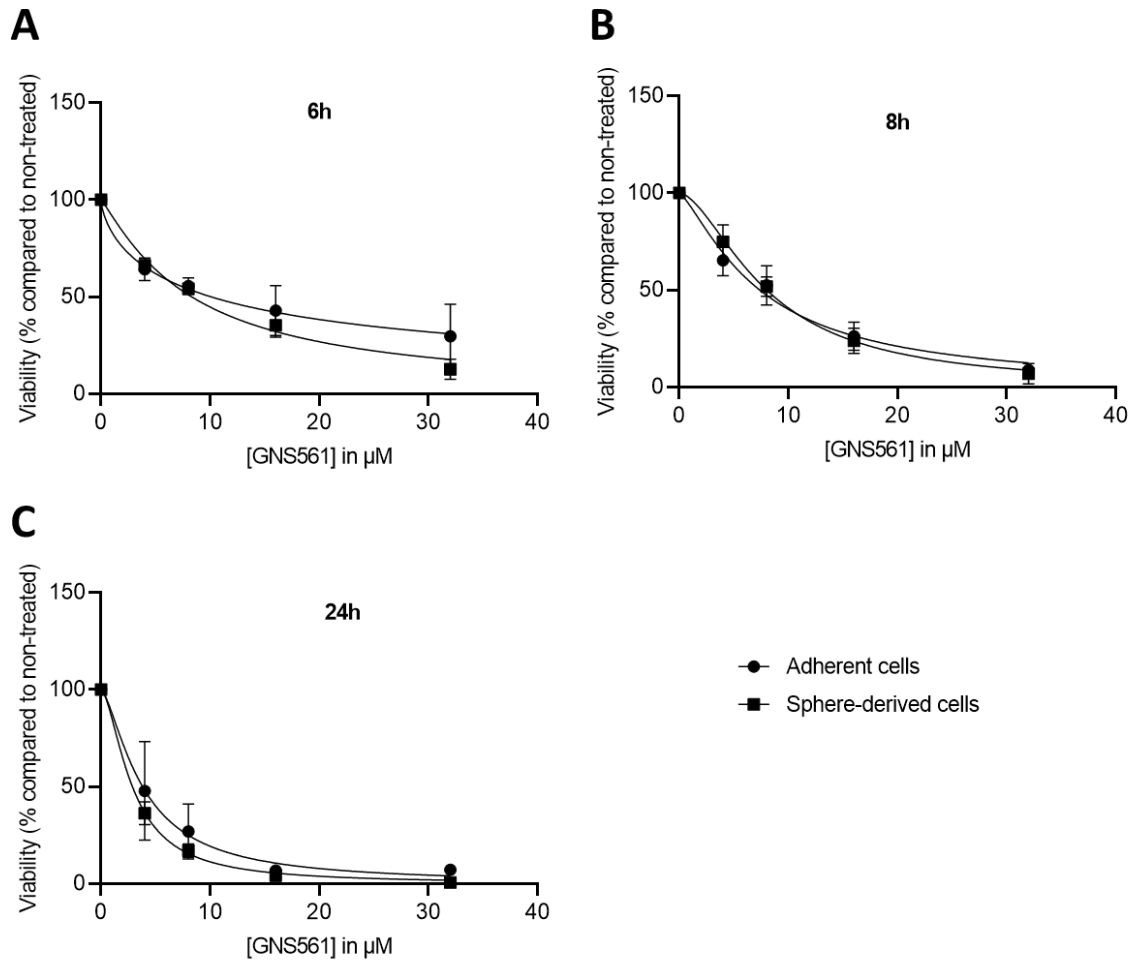 A
Viability (% compared to non-treated)
6h
150
100
50
0
0 10 20 30 40
[GNS561] in µM
B
Viability (% compared to non-treated)
8h
150
100
50
0
0 10 20 30 40
[GNS561] in µM
C
Viability (% compared to non-treated)
24h
150
100
50
0
0 10 20 30 40
[GNS561] in µM
Adherent cells
Sphere-derived cells